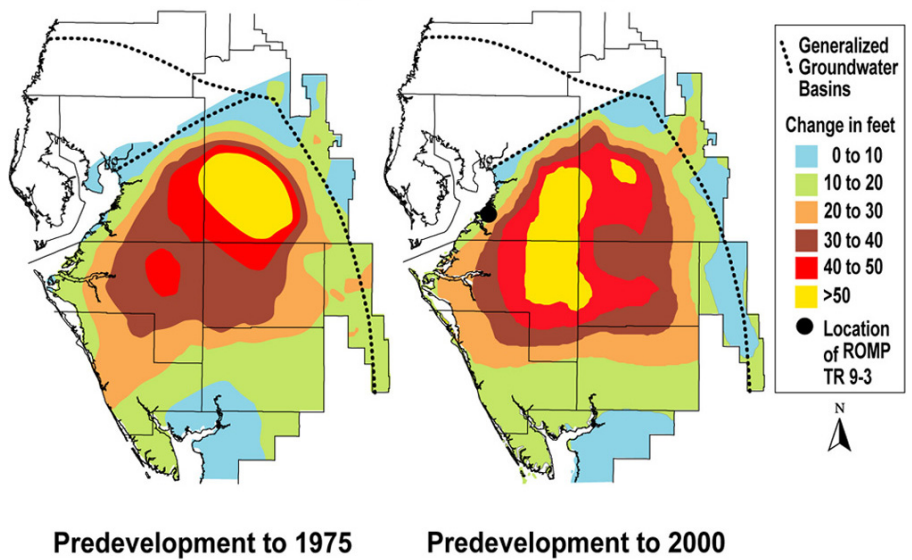 Generalized
Groundwater
Basins
Change in feet
0 to 10
10 to 20
20 to 30
30 to 40
40 to 50
>50
Location
of ROMP
TR 9-3
N
Predevelopment to 1975
Predevelopment to 2000